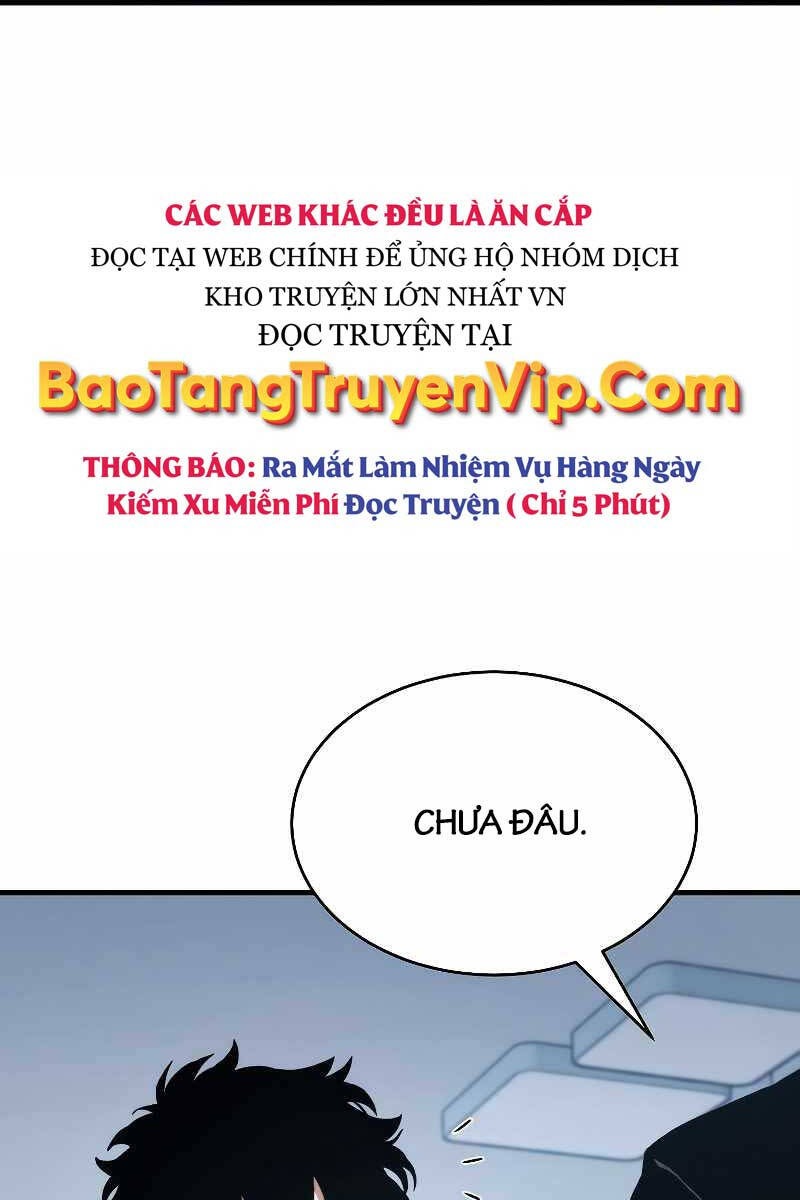 CÁC WEB KHÁC ĐỀU LÀ ĂN CẮP
ĐỌC TẠI WEB CHÍNH ĐỂ ỦNG HỘ NHÓM DỊCH
KHO TRUYỆN LỚN NHẤT VN
ĐỌC TRUYỆN TẠI
BaoTangTruyenVip.Com
THÔNG BÁO: Ra Mắt Làm Nhiệm Vụ Hàng Ngày
Kiếm Xu Miễn Phí Đọc Truyện ( Chỉ 5 Phút)
CHƯA ĐÂU.